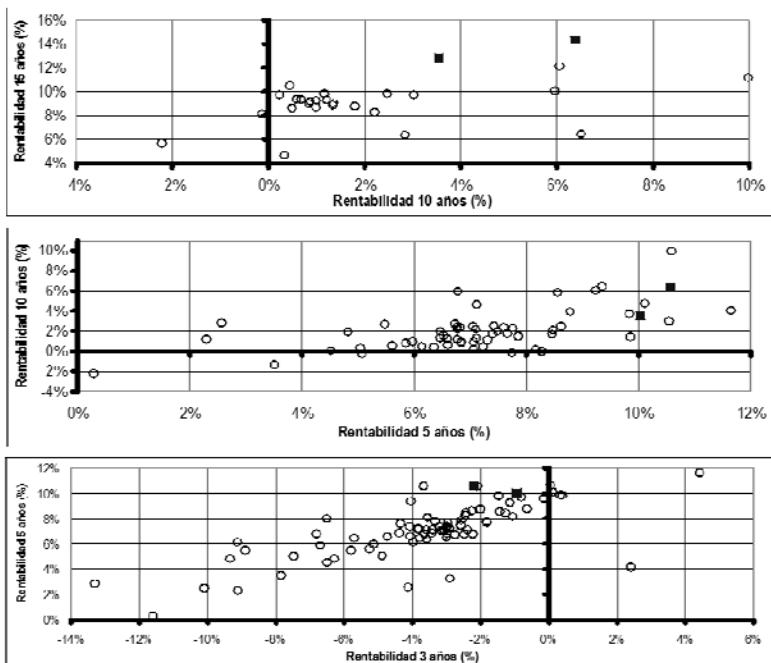 Rentabilidad 15 años (%)
16%
14%
12%
10%
8%
6%
4%
-4% 2% 0% 2% 4% 6% 8% 10%
Rentabilidad 10 años (%)
Rentabilidad 10 años (%)
10%
8%
6%
4%
2%
0%
-2%
-4%
0% 2% 4% 6% 8% 10% 12%
Rentabilidad 5 años (%)
Rentabilidad 5 años (%)
12%
10%
8%
6%
4%
2%
0%
-14% -12% -10% -8% -6% -4% -2% 0% 2% 4% 6%
Rentabilidad 3 años (%)